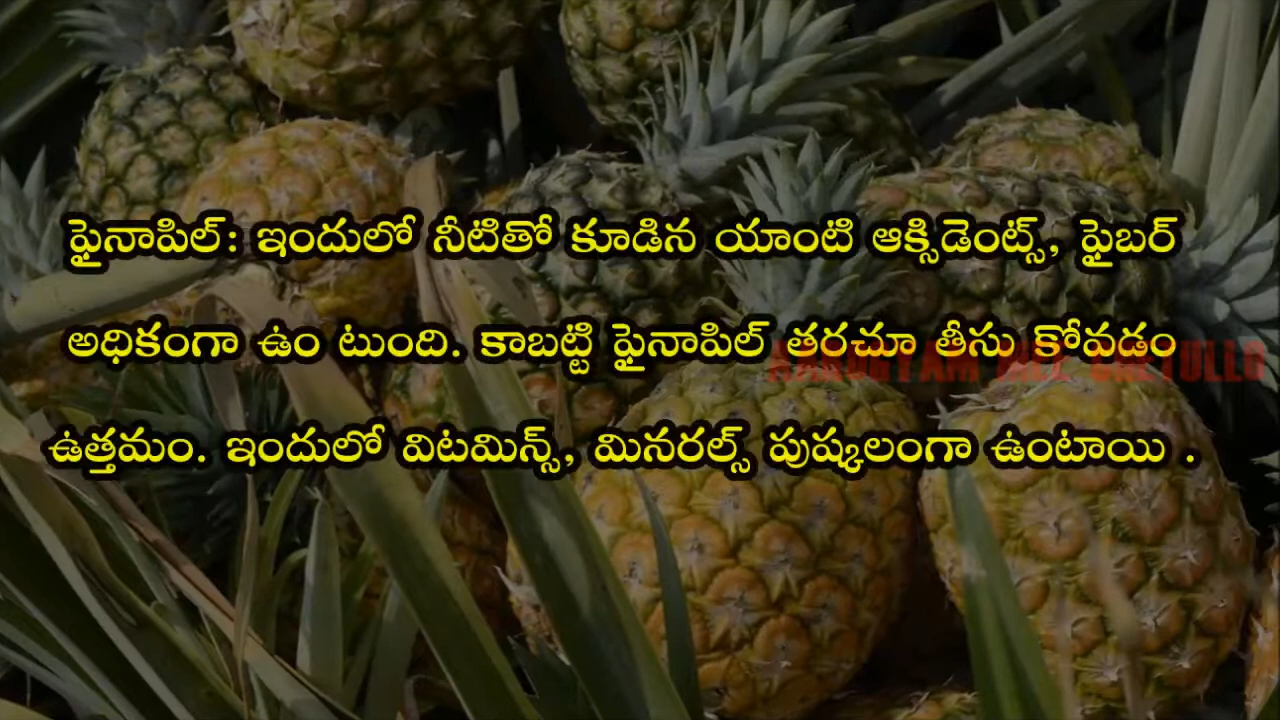 ఫైనాపిల్: ఇందులో నీటితో కూడిన యాంటి ఆక్సిడెంట్స్, ఫైబర్
అధికంగా ఉం టుంది. కాబట్టి ఫైనాపిల్ తరచూ తీసు కోవడం
ఉత్తమం. ఇందులో విటమిన్స్, మినరల్స్ పుష్కలంగా ఉంటాయి .